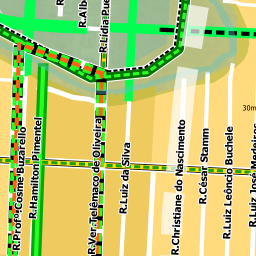 R.Lídia Pue
30m
R.Profº Cosme Buzarello
R.Hamilton Pimentel
R.Ver Telêmaco de Oliveira
R.Luiz da Silva
R.Christiane do Nascimento
R.César Stamm
R.Luiz Leôncio Buchele
R.Luiz José Medeiros